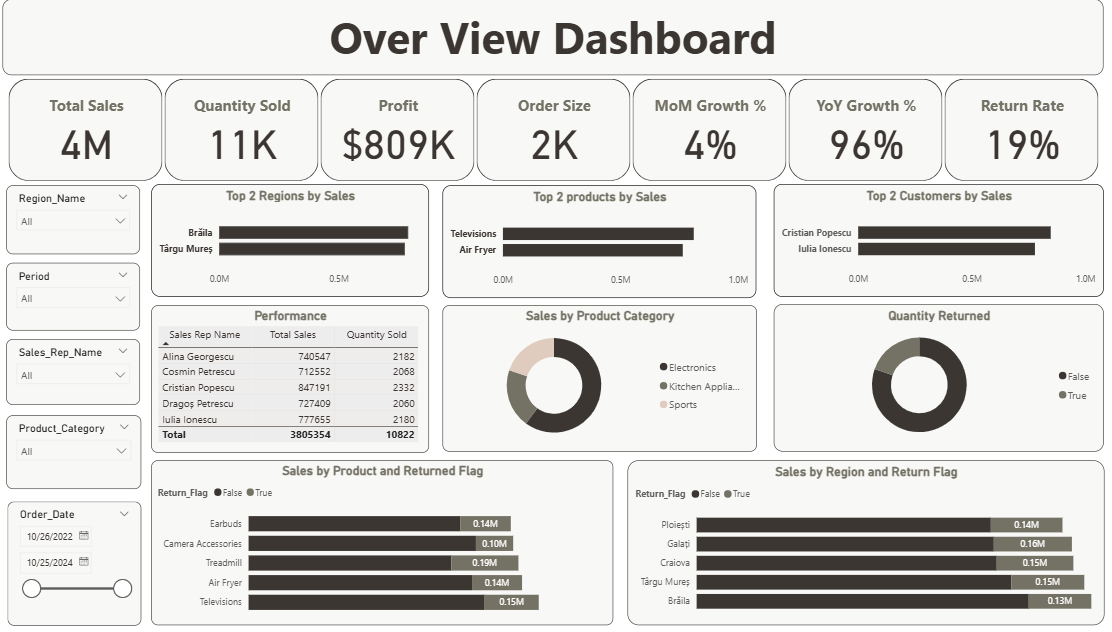 Over View Dashboard
Total Sales
4M
Quantity Sold
11K
Profit
$809K
Order Size
2K
MoM Growth %
4%
YoY Growth %
96%
Return Rate
19%
Region_Name
All
Period
All
Sales_Rep_Name
All
Product_Category
All
Order_Date
10/26/2022
10/25/2024
Top 2 Regions by Sales
Brăila
Târgu Mureș
0.0M 0.5M
Top 2 products by Sales
Televisions
Air Fryer
0.0M 0.5M 1.0M
Top 2 Customers by Sales
Cristian Popescu
Iulia Ionescu
0.0M 0.5M 1.0M
Performance
Sales Rep Name Total Sales Quantity Sold
Alina Georgescu 740547 2182
Cosmin Petrescu 712552 2068
Cristian Popescu 847191 2332
Dragoș Petrescu 727409 2060
Iulia Ionescu 777655 2180
Total 3805354 10822
Sales by Product Category
Electronics
Kitchen Applia...
Sports
Quantity Returned
False
True
Sales by Product and Returned Flag
Return_Flag False True
Earbuds 0.14M
Camera Accessories 0.10M
Treadmill 0.19M
Air Fryer 0.14M
Televisions 0.15M
Sales by Region and Return Flag
Return_Flag False True
Ploiești 0.14M
Galați 0.16M
Craiova 0.15M
Târgu Mureș 0.15M
Brăila 0.13M